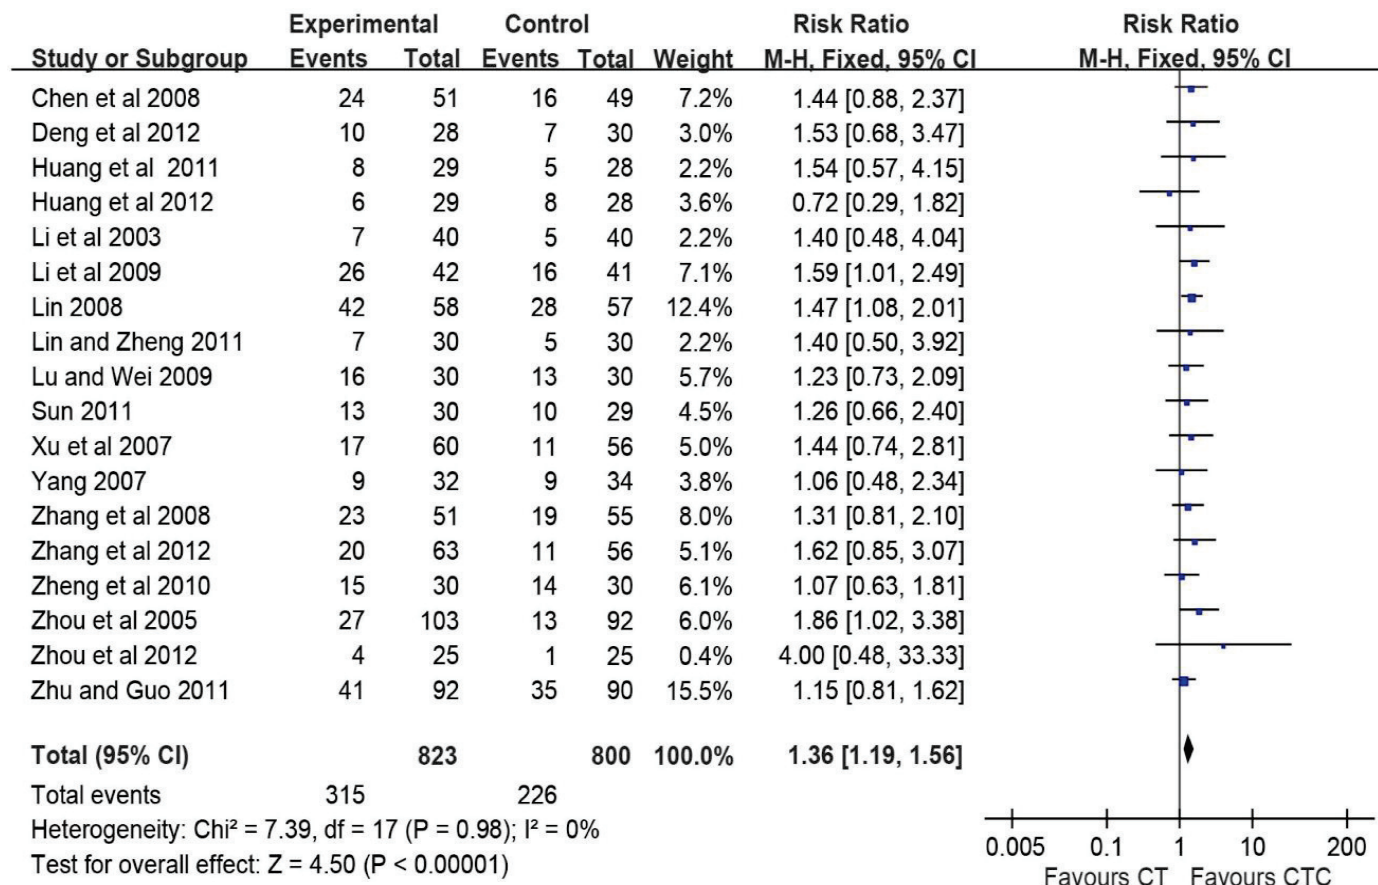 Experimental Control Risk Ratio Risk Ratio
Study or Subgroup Events Total Events Total Weight M-H, Fixed, 95% CI M-H, Fixed, 95% CI
Chen et al 2008 24 51 16 49 7.2% 1.44 [0.88, 2.37]
Deng et al 2012 10 28 7 30 3.0% 1.53 [0.68, 3.47]
Huang et al 2011 8 29 5 28 2.2% 1.54 [0.57, 4.15]
Huang et al 2012 6 29 8 28 3.6% 0.72 [0.29, 1.82]
Li et al 2003 7 40 5 40 2.2% 1.40 [0.48, 4.04]
Li et al 2009 26 42 16 41 7.1% 1.59 [1.01, 2.49]
Lin 2008 42 58 28 57 12.4% 1.47 [1.08, 2.01]
Lin and Zheng 2011 7 30 5 30 2.2% 1.40 [0.50, 3.92]
Lu and Wei 2009 16 30 13 30 5.7% 1.23 [0.73, 2.09]
Sun 2011 13 30 10 29 4.5% 1.26 [0.66, 2.40]
Xu et al 2007 17 60 11 56 5.0% 1.44 [0.74, 2.81]
Yang 2007 9 32 9 34 3.8% 1.06 [0.48, 2.34]
Zhang et al 2008 23 51 19 55 8.0% 1.31 [0.81, 2.10]
Zhang et al 2012 20 63 11 56 5.1% 1.62 [0.85, 3.07]
Zheng et al 2010 15 30 14 30 6.1% 1.07 [0.63, 1.81]
Zhou et al 2005 27 103 13 92 6.0% 1.86 [1.02, 3.38]
Zhou et al 2012 4 25 1 25 0.4% 4.00 [0.48, 33.33]
Zhu and Guo 2011 41 92 35 90 15.5% 1.15 [0.81, 1.62]
Total (95% CI) 823 800 100.0% 1.36 [1.19, 1.56]
Total events 315 226
Heterogeneity: Chi² = 7.39, df = 17 (P = 0.98); I² = 0%
Test for overall effect: Z = 4.50 (P < 0.00001)
0.005 0.1 1 10 200
Favours CT Favours CTC